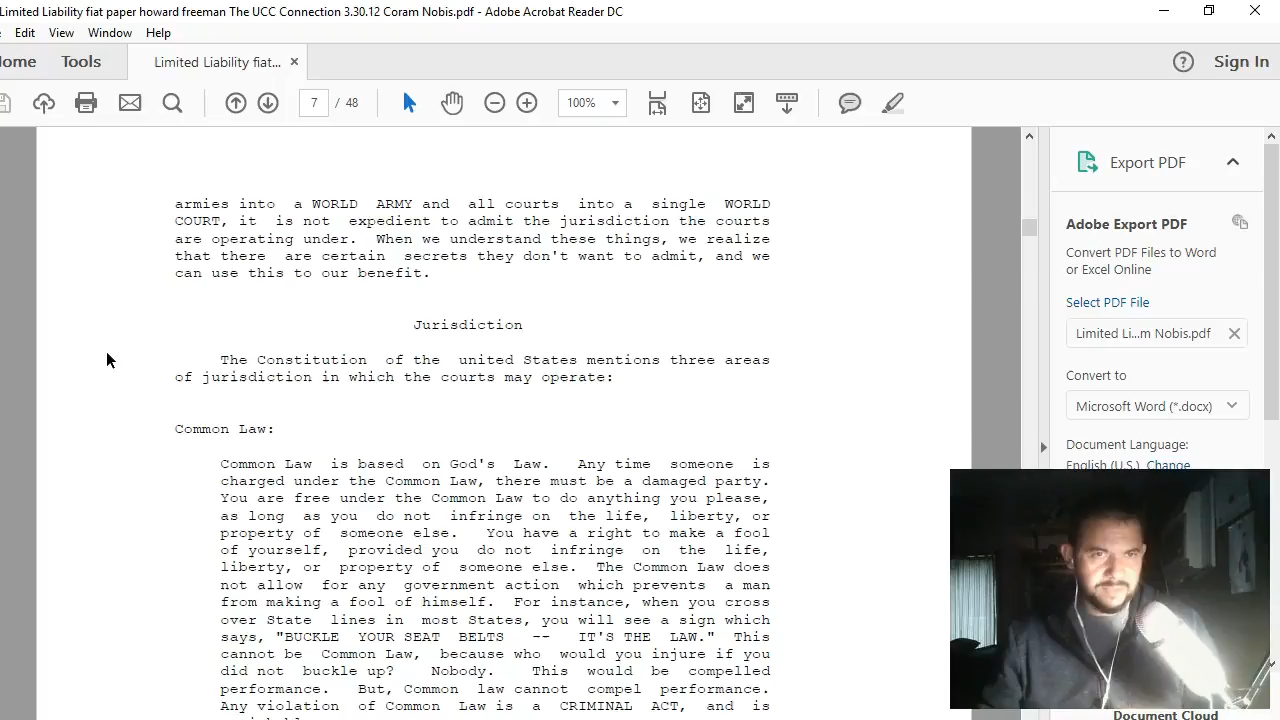 Limited Liability fiat paper howard freeman The UCC Connection 3.30.12 Coram Nobis.pdf - Adobe Acrobat Reader DC
Edit View Window Help
Home Tools Limited Liability fiat... × Sign In
7 / 48 100%
armies into a WORLD ARMY and all courts into a single WORLD
COURT, it is not expedient to admit the jurisdiction the courts
are operating under. When we understand these things, we realize
that there are certain secrets they don't want to admit, and we
can use this to our benefit.
Jurisdiction
The Constitution of the united States mentions three areas
of jurisdiction in which the courts may operate:
Common Law:
Common Law is based on God's Law. Any time someone is
charged under the Common Law, there must be a damaged party.
You are free under the Common Law to do anything you please,
as long as you do not infringe on the life, liberty, or
property of someone else. You have a right to make a fool
of yourself, provided you do not infringe on the life,
liberty, or property of someone else. The Common Law does
not allow for any government action which prevents a man
from making a fool of himself. For instance, when you cross
over State lines in most States, you will see a sign which
says, "BUCKLE YOUR SEAT BELTS -- IT'S THE LAW." This
cannot be Common Law, because who would you injure if you
did not buckle up? Nobody. This would be compelled
performance. But, Common law cannot compel performance.
Any violation of Common Law is a CRIMINAL ACT, and is
Export PDF
Adobe Export PDF
Convert PDF Files to Word
or Excel Online
Select PDF File
Limited Li...m Nobis.pdf
Convert to
Microsoft Word (*.docx)
Document Language:
English (U.S.) Change
Document Cloud